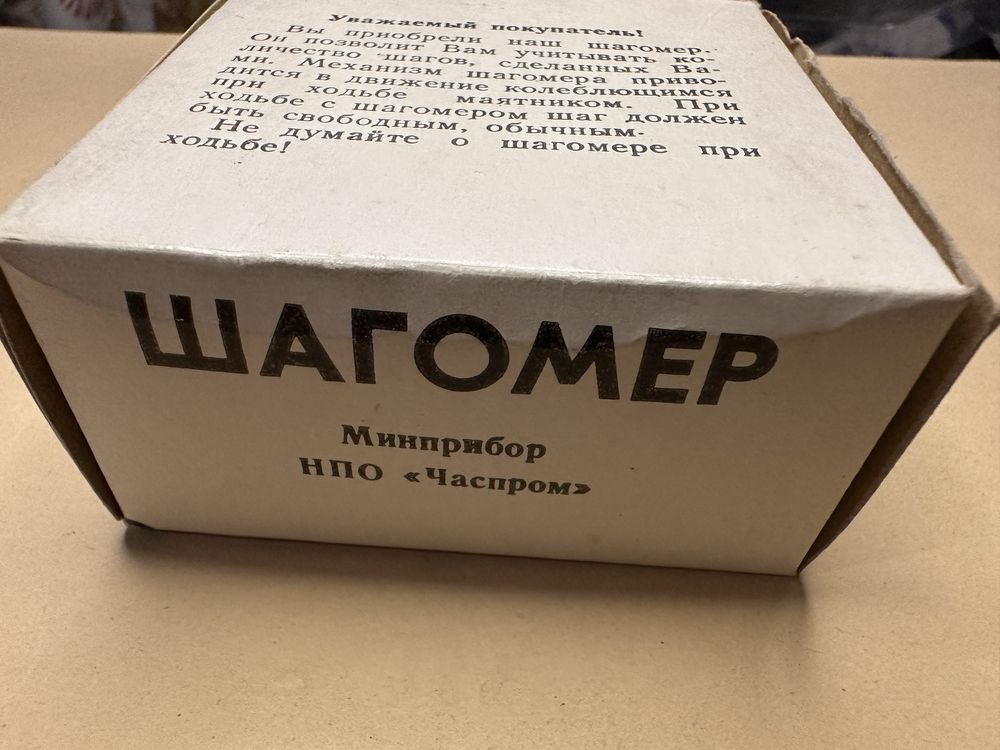 Уважаемый покупатель!
Вы приобрели наш шагомер.
Он позволит Вам учитывать ко-
личество шагов, сделанных Ва-
ми. Механизм шагомера приво-
дится в движение колеблющимся
при ходьбе маятником. При
ходьбе с шагомером шаг должен
быть свободным, обычным.
Не думайте о шагомере при
ходьбе!
ШАГОМЕР
Минприбор
НПО «Часпром»